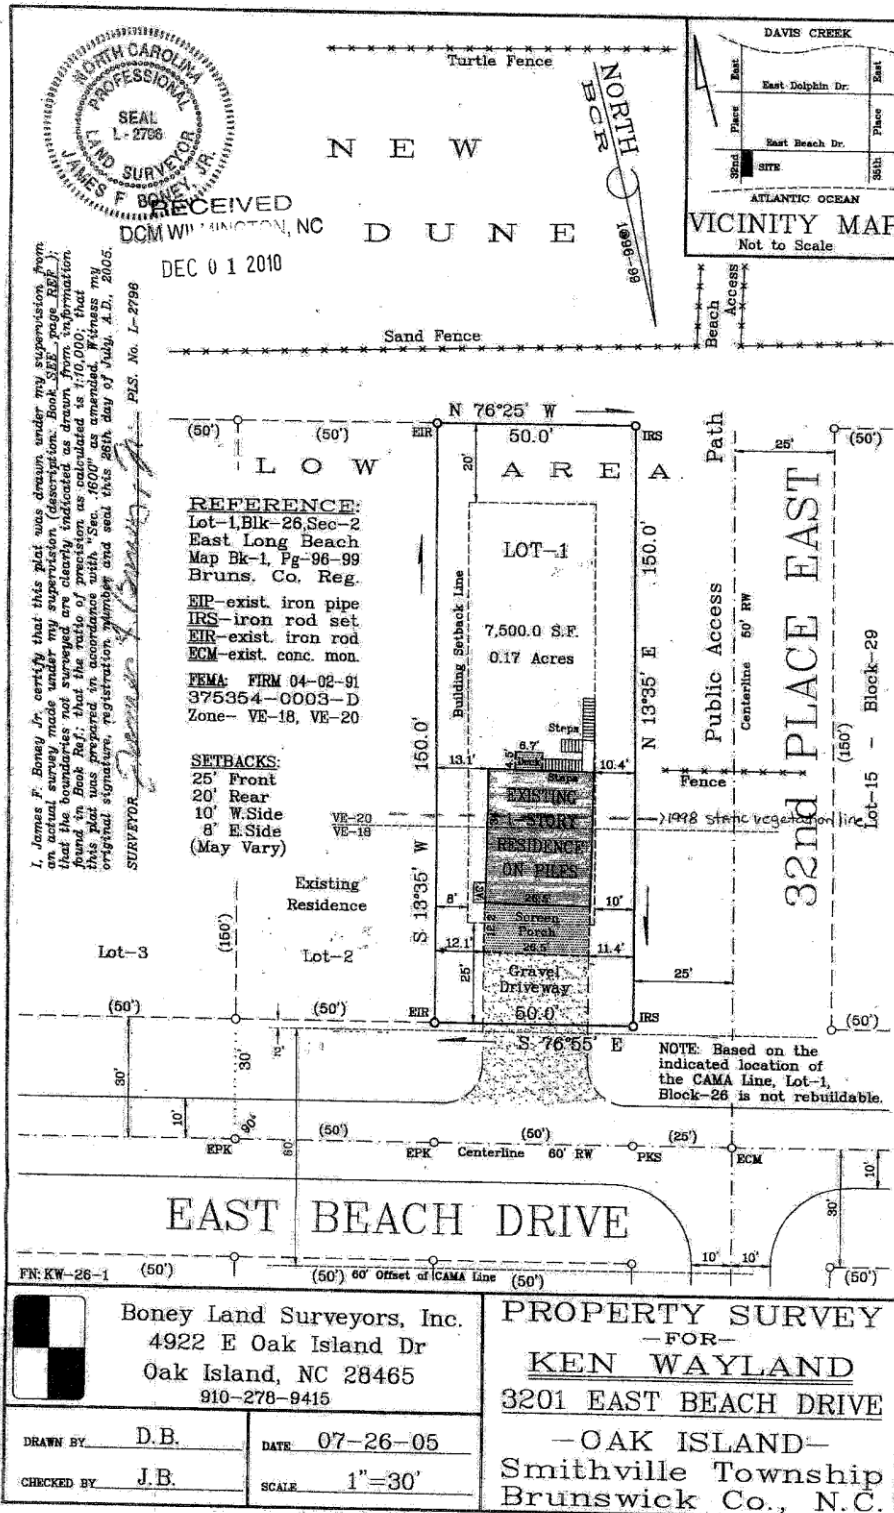 NORTH CAROLINA
PROFESSIONAL
SEAL
L-2796
LAND SURVEYOR
JAMES F BONEY, JR.
RECEIVED
DCM WILMINGTON, NC
DEC 01 2010
Turtle Fence
NEW
DUNE
NORTH
BCR
1@96-99
DAVIS CREEK
East Dolphin Dr.
East Beach Dr.
32nd Place East
35th Place East
SITE
ATLANTIC OCEAN
VICINITY MAP
Not to Scale
Sand Fence
Beach
Access
I, James F. Boney Jr., certify that this plat was drawn under my supervision from
an actual survey made under my supervision (description: Book SEE page REF);
that the boundaries not surveyed are clearly indicated as drawn from information
found in Book Ref.; that the ratio of precision as calculated is 1:10,000; that
this plat was prepared in accordance with "Sec. .1600" as amended. Witness my
original signature, registration number and seal this 26th day of July, A.D., 2005.
SURVEYOR
PLS. No. L-2796
N 76°25' W
(50')
(50')
EIR
50.0'
IRS
25'
(50')
LOW AREA
20'
REFERENCE:
Lot-1,Blk-26,Sec-2
East Long Beach
Map Bk-1, Pg-96-99
Bruns. Co. Reg.
EIP-exist. iron pipe
IRS-iron rod set
EIR-exist. iron rod
ECM-exist. conc. mon.
FEMA: FIRM 04-02-91
375354-0003-D
Zone- VE-18, VE-20
SETBACKS:
25' Front
20' Rear
10' W.Side
8' E.Side
(May Vary)
Building Setback Line
LOT-1
7,500.0 S.F.
0.17 Acres
150.0'
N 13°35' E
150.0'
S 13°35' W
150.0'
Public Access Path
Centerline 50' RW
32nd PLACE EAST
(150')
Lot-15 - Block-29
Steps
6.7'
4.5'
Deck
Steps
13.1'
10.4'
Fence
EXISTING
1-STORY
RESIDENCE
ON PILES
VE-20
VE-18
1998 static vegetation line
Existing
Residence
AC
26.5'
8'
10'
Screen
Porch
12.2'
26.5'
12.1'
11.4'
Lot-3
(150')
Lot-2
25'
25'
Gravel
Driveway
(50')
(50')
EIR
50.0'
IRS
(50')
S 76°55' E
NOTE: Based on the
indicated location of
the CAMA Line, Lot-1,
Block-26 is not rebuildable.
30'
30'
10'
90°
60'
(50')
(50')
(25')
EPK
EPK
Centerline 60' RW
PKS
ECM
10'
30'
EAST BEACH DRIVE
10'
10'
FN: KW-26-1
(50')
(50')
60' Offset of CAMA Line
(50')
(50')
Boney Land Surveyors, Inc.
4922 E Oak Island Dr
Oak Island, NC 28465
910-278-9415
DRAWN BY D.B.
DATE 07-26-05
CHECKED BY J.B.
SCALE 1"=30'
PROPERTY SURVEY
-FOR-
KEN WAYLAND
3201 EAST BEACH DRIVE
-OAK ISLAND-
Smithville Township
Brunswick Co., N.C.